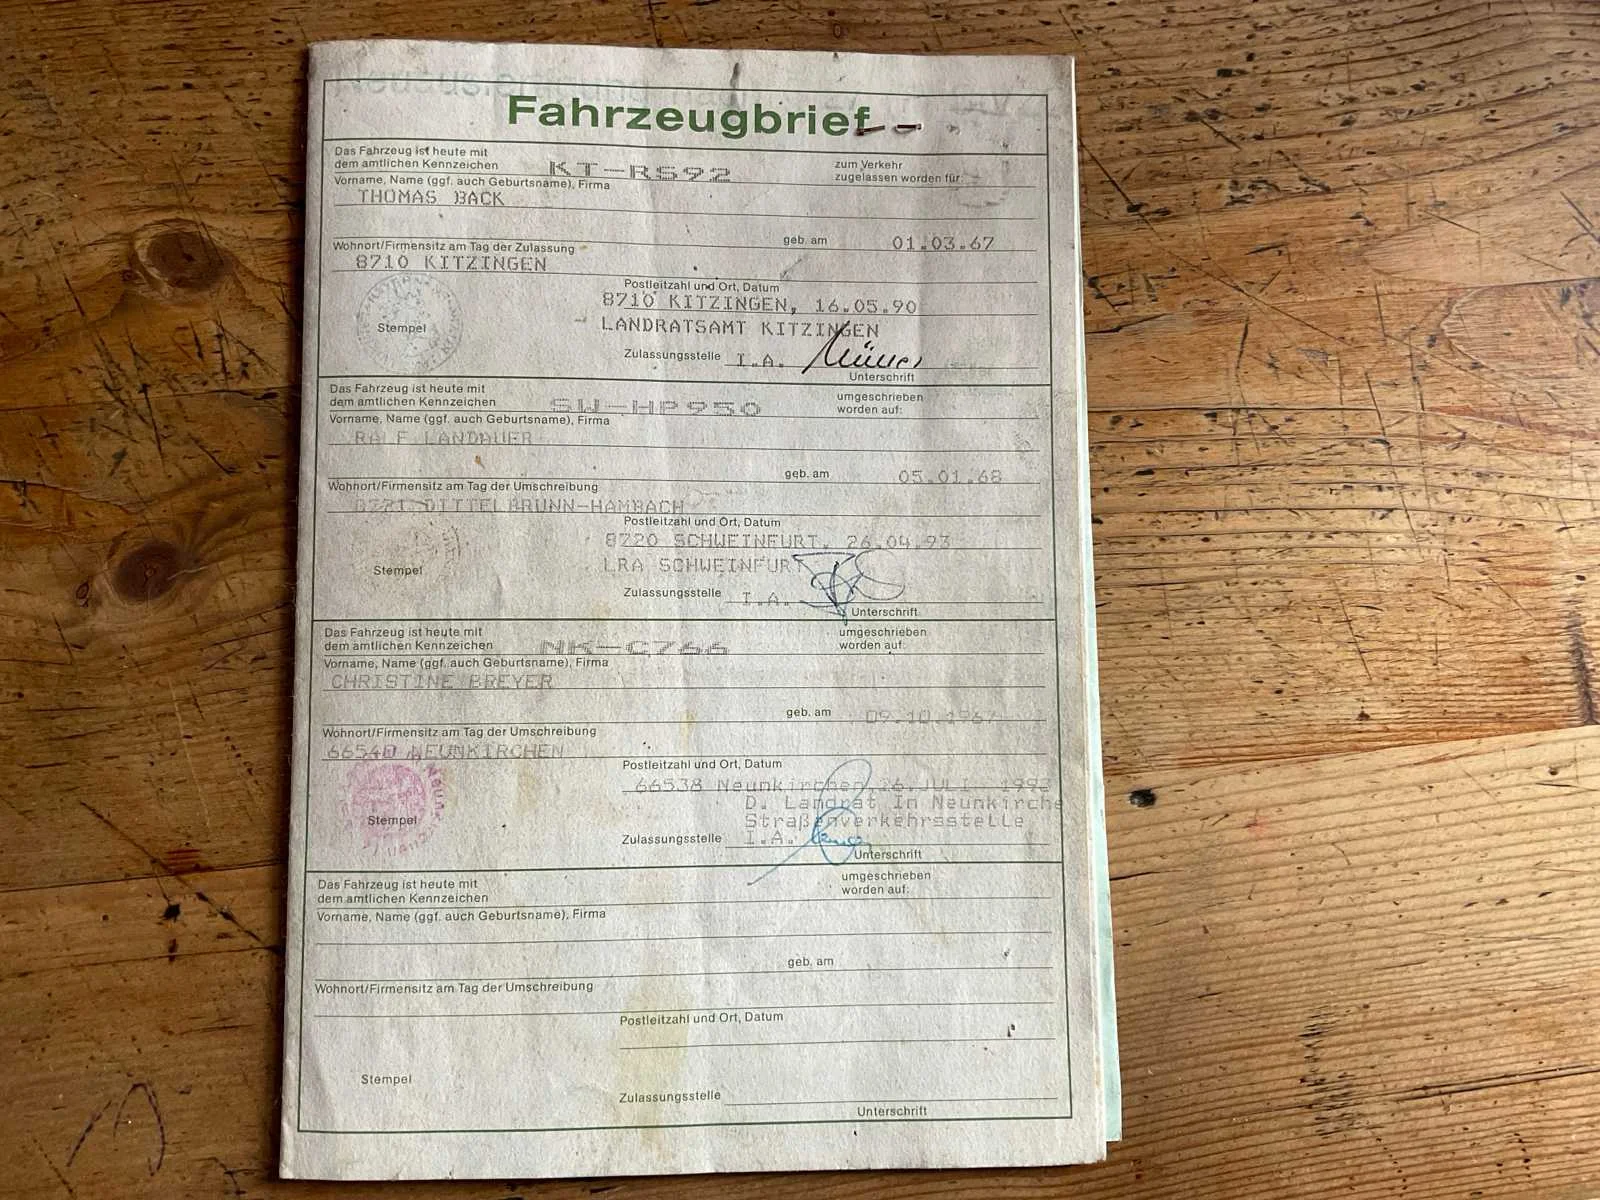 Fahrzeugbrief
Das Fahrzeug ist heute mit
dem amtlichen Kennzeichen KT-RS92 zum Verkehr zugelassen worden für:
Vorname, Name (ggf. auch Geburtsname), Firma
THOMAS BACK
geb. am 01.03.67
Wohnort/Firmensitz am Tag der Zulassung
8710 KITZINGEN
Postleitzahl und Ort, Datum
8710 KITZINGEN, 16.05.90
Stempel LANDRATSAMT KITZINGEN
Zulassungsstelle I.A.
Unterschrift
Das Fahrzeug ist heute mit
dem amtlichen Kennzeichen SW-HP950 umgeschrieben worden auf:
Vorname, Name (ggf. auch Geburtsname), Firma
RALF LANDAUER
geb. am 05.01.68
Wohnort/Firmensitz am Tag der Umschreibung
DITTELBRUNN-HAMBACH
Postleitzahl und Ort, Datum
8720 SCHWEINFURT, 26.04.93
Stempel LRA SCHWEINFURT
Zulassungsstelle I.A.
Unterschrift
Das Fahrzeug ist heute mit
dem amtlichen Kennzeichen NK-C766 umgeschrieben worden auf:
Vorname, Name (ggf. auch Geburtsname), Firma
CHRISTINE BREYER
geb. am 09.10.1967
Wohnort/Firmensitz am Tag der Umschreibung
66540 NEUNKIRCHEN
Postleitzahl und Ort, Datum
66538 Neunkirchen, 26. JULI
D. Landrat in Neunkirche
Stempel Straßenverkehrsstelle
Zulassungsstelle I.A.
Unterschrift
Das Fahrzeug ist heute mit
dem amtlichen Kennzeichen umgeschrieben worden auf:
Vorname, Name (ggf. auch Geburtsname), Firma
geb. am
Wohnort/Firmensitz am Tag der Umschreibung
Postleitzahl und Ort, Datum
Stempel
Zulassungsstelle
Unterschrift